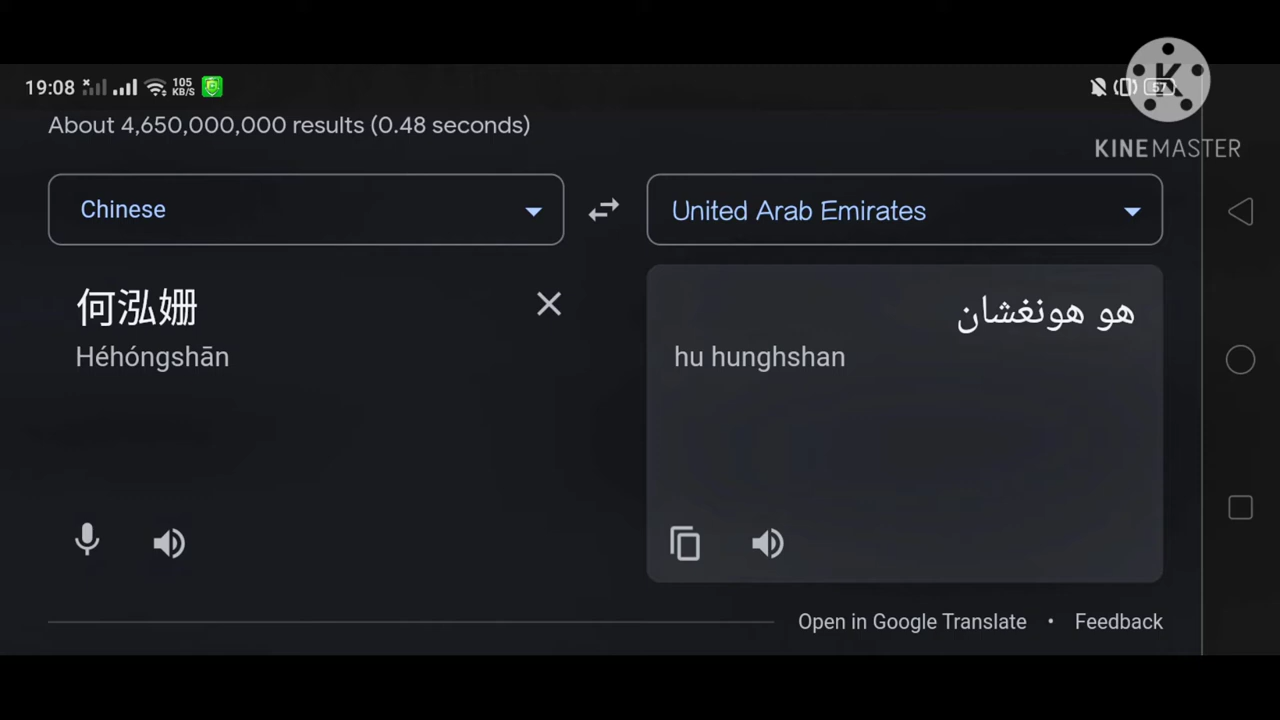 19:08 105 KB/S 57
About 4,650,000,000 results (0.48 seconds)
KINEMASTER
Chinese
United Arab Emirates
何泓姗
Héhóngshān
هو هونغشان
hu hunghshan
Open in Google Translate • Feedback